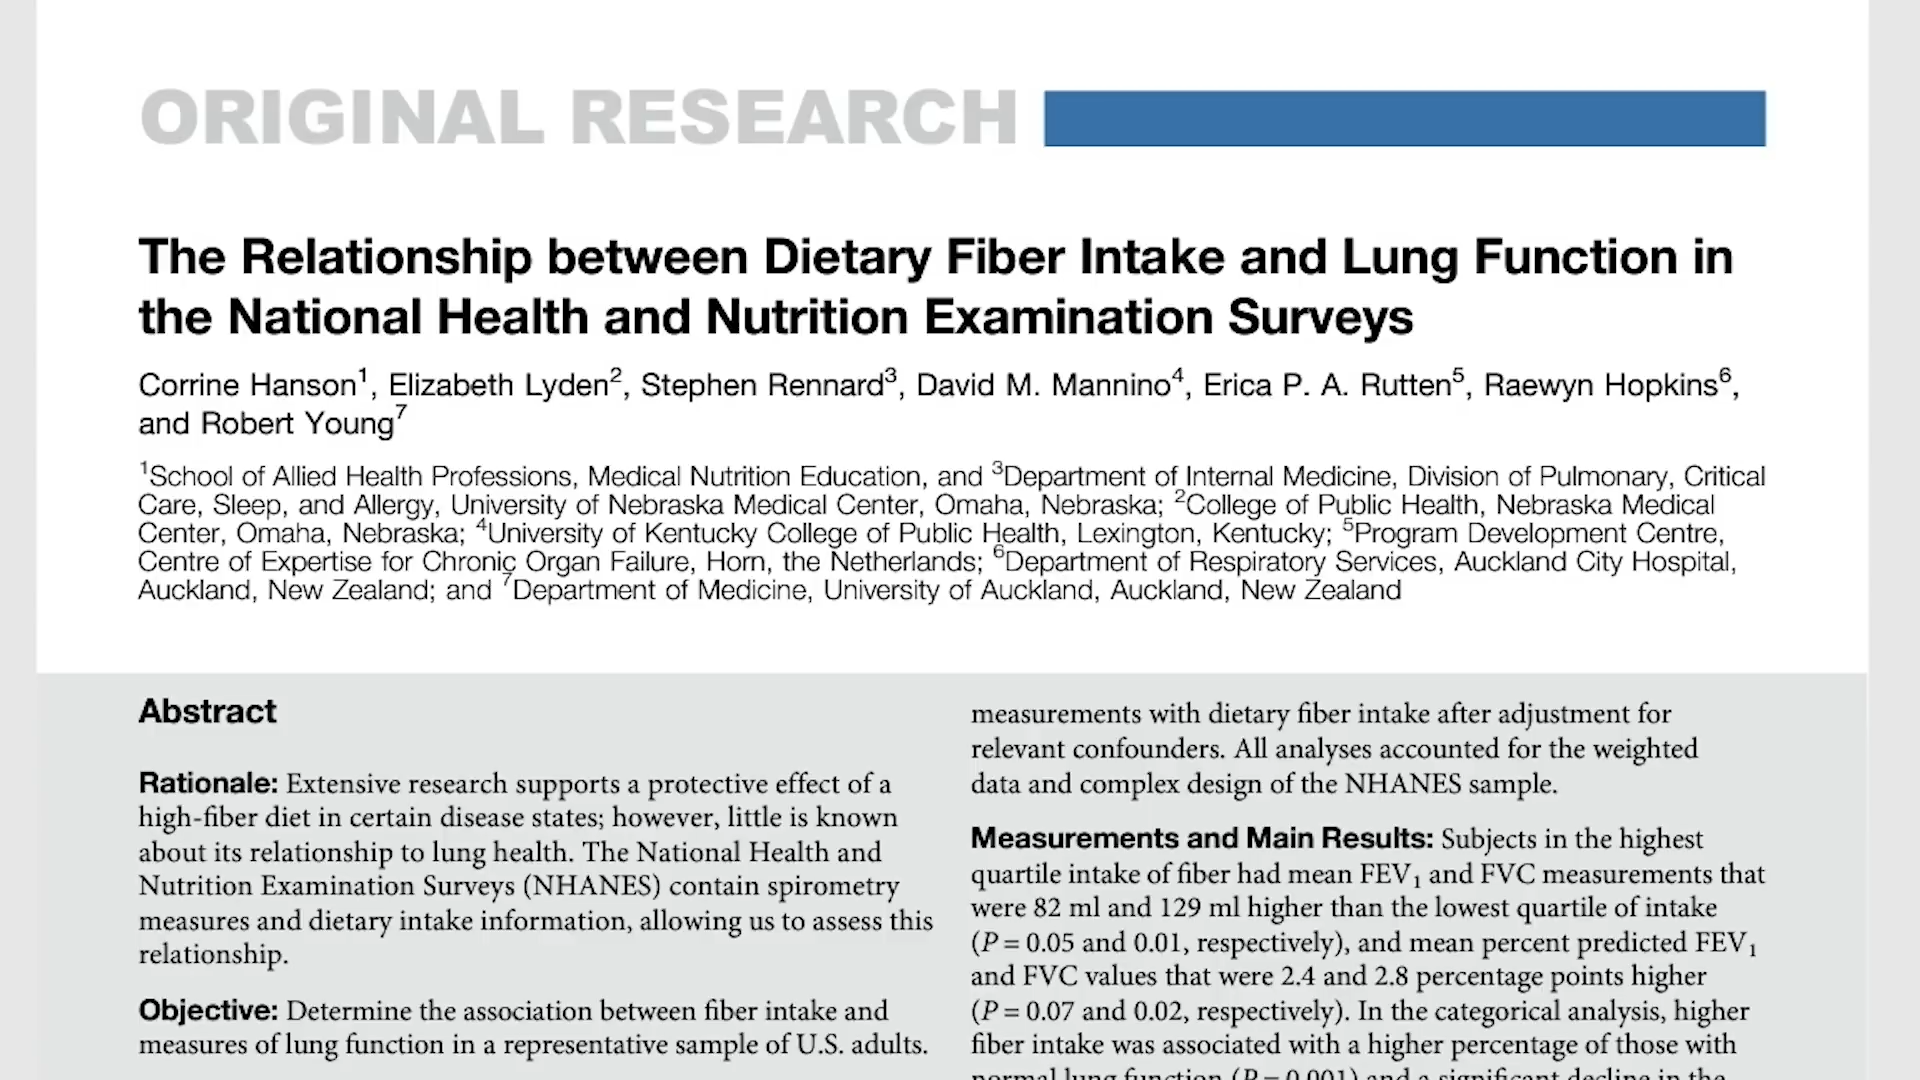 ORIGINAL RESEARCH
The Relationship between Dietary Fiber Intake and Lung Function in
the National Health and Nutrition Examination Surveys
Corrine Hanson1, Elizabeth Lyden2, Stephen Rennard3, David M. Mannino4, Erica P. A. Rutten5, Raewyn Hopkins6,
and Robert Young7
1School of Allied Health Professions, Medical Nutrition Education, and 3Department of Internal Medicine, Division of Pulmonary, Critical
Care, Sleep, and Allergy, University of Nebraska Medical Center, Omaha, Nebraska; 2College of Public Health, Nebraska Medical
Center, Omaha, Nebraska; 4University of Kentucky College of Public Health, Lexington, Kentucky; 5Program Development Centre,
Centre of Expertise for Chronic Organ Failure, Horn, the Netherlands; 6Department of Respiratory Services, Auckland City Hospital,
Auckland, New Zealand; and 7Department of Medicine, University of Auckland, Auckland, New Zealand
Abstract
Rationale: Extensive research supports a protective effect of a
high-fiber diet in certain disease states; however, little is known
about its relationship to lung health. The National Health and
Nutrition Examination Surveys (NHANES) contain spirometry
measures and dietary intake information, allowing us to assess this
relationship.
Objective: Determine the association between fiber intake and
measures of lung function in a representative sample of U.S. adults.
measurements with dietary fiber intake after adjustment for
relevant confounders. All analyses accounted for the weighted
data and complex design of the NHANES sample.
Measurements and Main Results: Subjects in the highest
quartile intake of fiber had mean FEV1 and FVC measurements that
were 82 ml and 129 ml higher than the lowest quartile of intake
(P = 0.05 and 0.01, respectively), and mean percent predicted FEV1
and FVC values that were 2.4 and 2.8 percentage points higher
(P = 0.07 and 0.02, respectively). In the categorical analysis, higher
fiber intake was associated with a higher percentage of those with
normal lung function (P = 0.001) and a significant decline in the